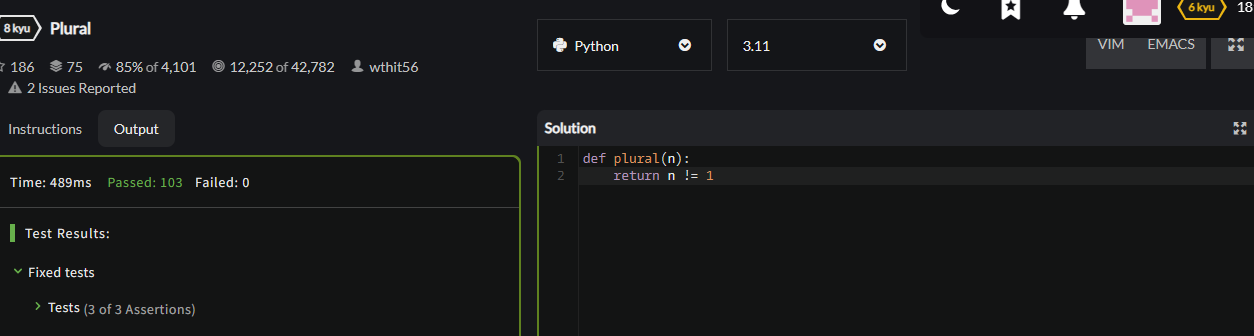 8 kyu Plural
186 75 85% of 4,101 12,252 of 42,782 wthit56
2 Issues Reported
Python
3.11
6 kyu 18
VIM EMACS
Instructions Output
Time: 489ms Passed: 103 Failed: 0
Test Results:
Fixed tests
Tests (3 of 3 Assertions)
Solution
1 def plural(n):
2 return n != 1